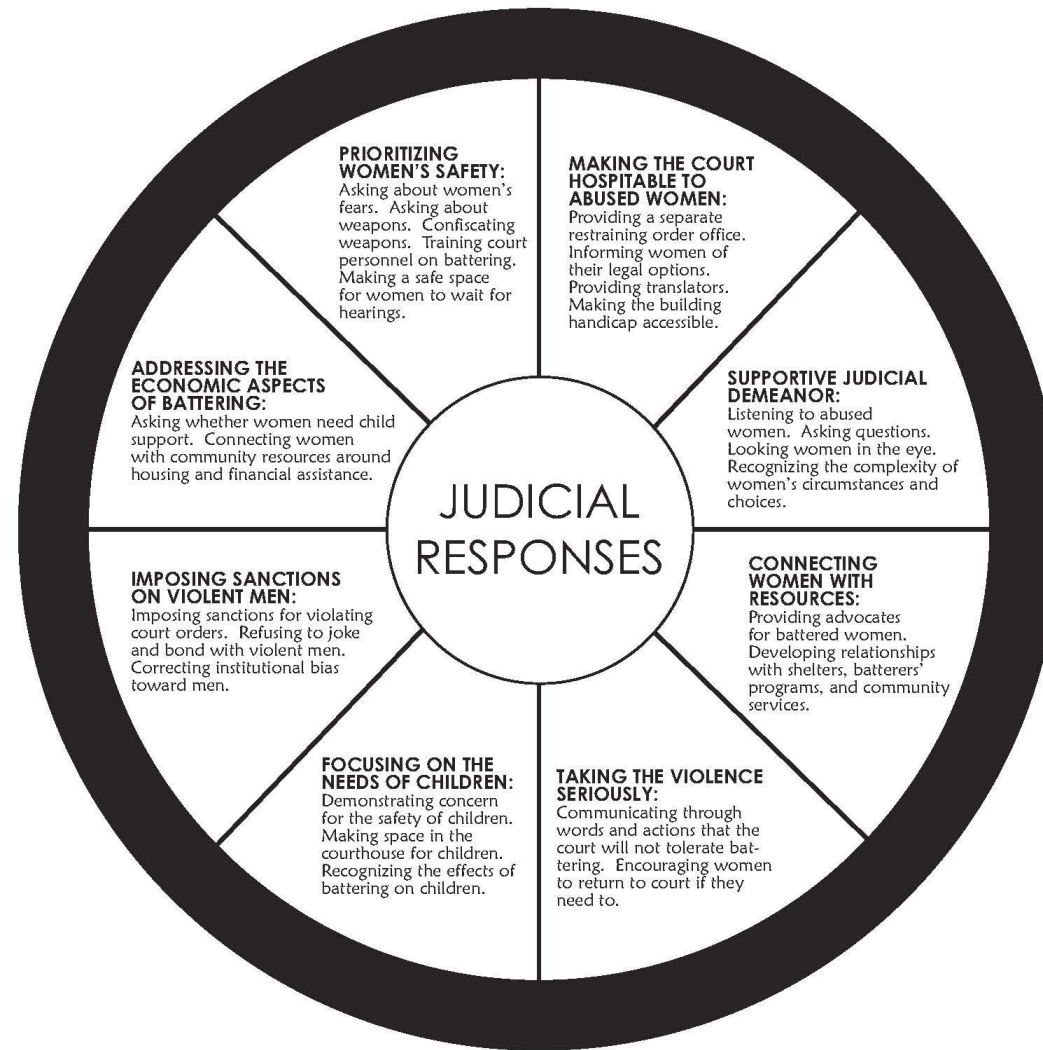 PRIORITIZING
WOMEN'S SAFETY:
Asking about women's
fears.  Asking about
weapons.  Confiscating
weapons.  Training court
personnel on battering.
Making a safe space
for women to wait for
hearings.
MAKING THE COURT
HOSPITABLE TO
ABUSED WOMEN:
Providing a separate
restraining order office.
Informing women of
their legal options.
Providing translators.
Making the building
handicap accessible.
SUPPORTIVE JUDICIAL
DEMEANOR:
Listening to abused
women.  Asking questions.
Looking women in the eye.
Recognizing the complexity of
women's circumstances and
choices.
CONNECTING
WOMEN WITH
RESOURCES:
Providing advocates
for battered women.
Developing relationships
with shelters, batterers'
programs, and community
services.
TAKING THE VIOLENCE
SERIOUSLY:
Communicating through
words and actions that the
court will not tolerate bat-
tering.  Encouraging women
to return to court if they
need to.
FOCUSING ON THE
NEEDS OF CHILDREN:
Demonstrating concern
for the safety of children.
Making space in the
courthouse for children.
Recognizing the effects of
battering on children.
IMPOSING SANCTIONS
ON VIOLENT MEN:
Imposing sanctions for violating
court orders.  Refusing to joke
and bond with violent men.
Correcting institutional bias
toward men.
ADDRESSING THE
ECONOMIC ASPECTS
OF BATTERING:
Asking whether women need child
support.  Connecting women
with community resources around
housing and financial assistance.
JUDICIAL
RESPONSES